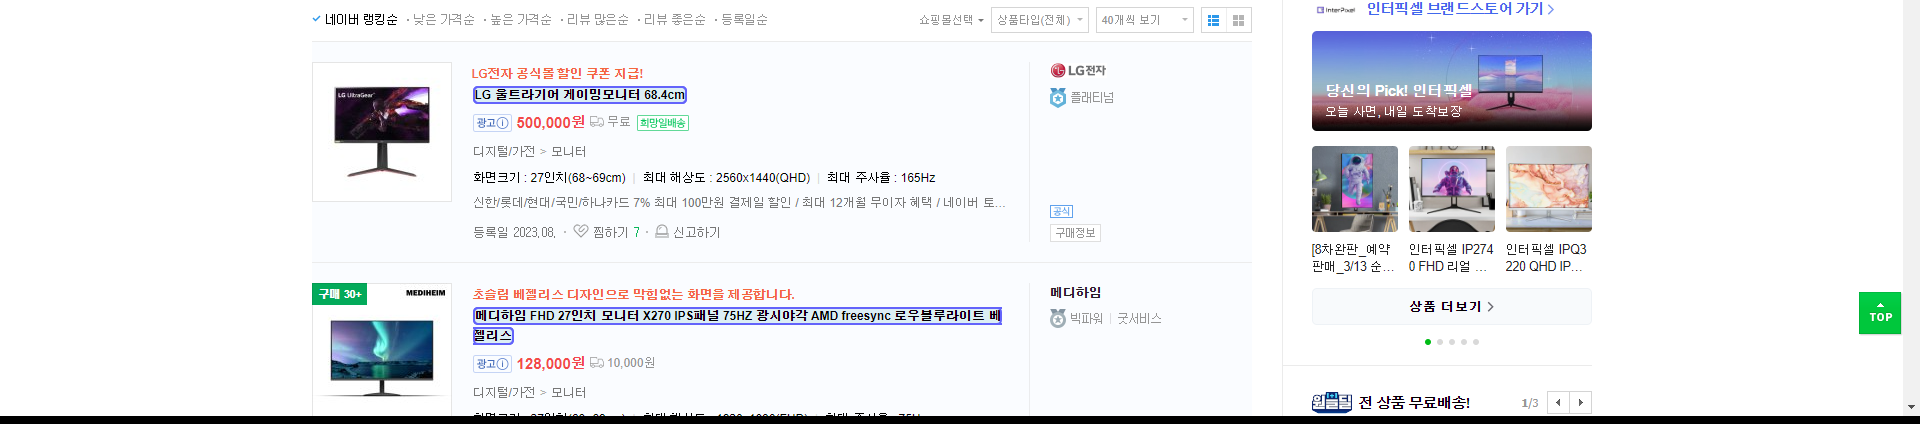 네이버 랭킹순 · 낮은 가격순 · 높은 가격순 · 리뷰 많은순 · 리뷰 좋은순 · 등록일순
쇼핑몰선택 상품타입(전체) 40개씩 보기
LG전자 공식몰 할인 쿠폰 지급!
LG 울트라기어 게이밍모니터 68.4cm
광고 500,000원 무료 희망일배송
디지털/가전 > 모니터
화면크기 : 27인치(68~69cm) | 최대 해상도 : 2560x1440(QHD) | 최대 주사율 : 165Hz
신한/롯데/현대/국민/하나카드 7% 최대 100만원 결제일 할인 / 최대 12개월 무이자 혜택 / 네이버 토...
등록일 2023.08. · 찜하기 7 · 신고하기
LG UltraGear
LG전자
플래티넘
공식
구매정보
구매 30+
MEDIHEIM
초슬림 베젤리스 디자인으로 막힘없는 화면을 제공합니다.
메디하임 FHD 27인치 모니터 X270 IPS패널 75HZ 광시야각 AMD freesync 로우블루라이트 베
젤리스
광고 128,000원 10,000원
디지털/가전 > 모니터
메디하임
빅파워 | 굿서비스
InterPixel 인터픽셀 브랜드스토어 가기
당신의 Pick! 인터픽셀
오늘 사면, 내일 도착보장
[8차완판_예약
판매_3/13 순...
인터픽셀 IP274
0 FHD 리얼 ...
인터픽셀 IPQ3
220 QHD IP...
상품 더보기
전 상품 무료배송!
1/3
TOP